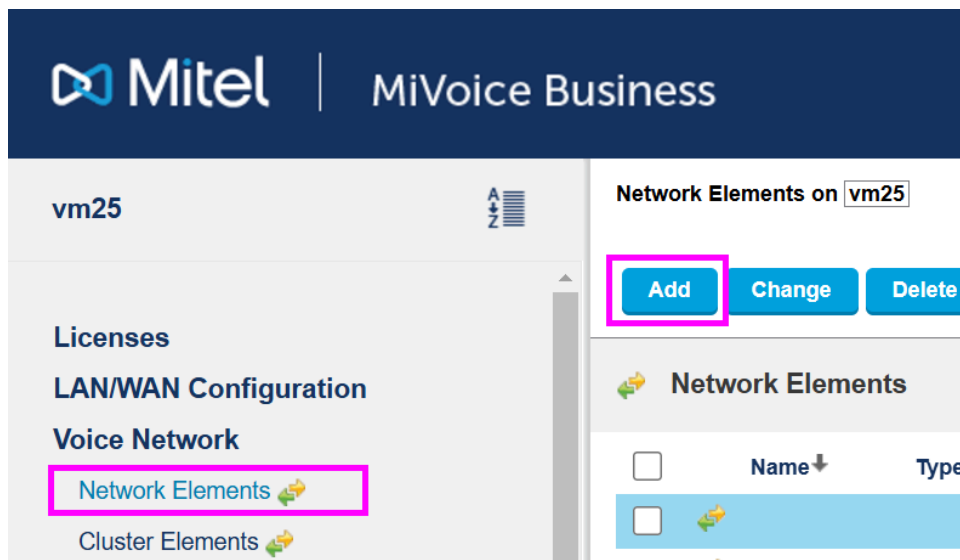 Mitel | MiVoice Business
vm25
A Z
Network Elements on vm25
Add Change Delete
Licenses
LAN/WAN Configuration
Voice Network
Network Elements
Cluster Elements
Network Elements
Name Type